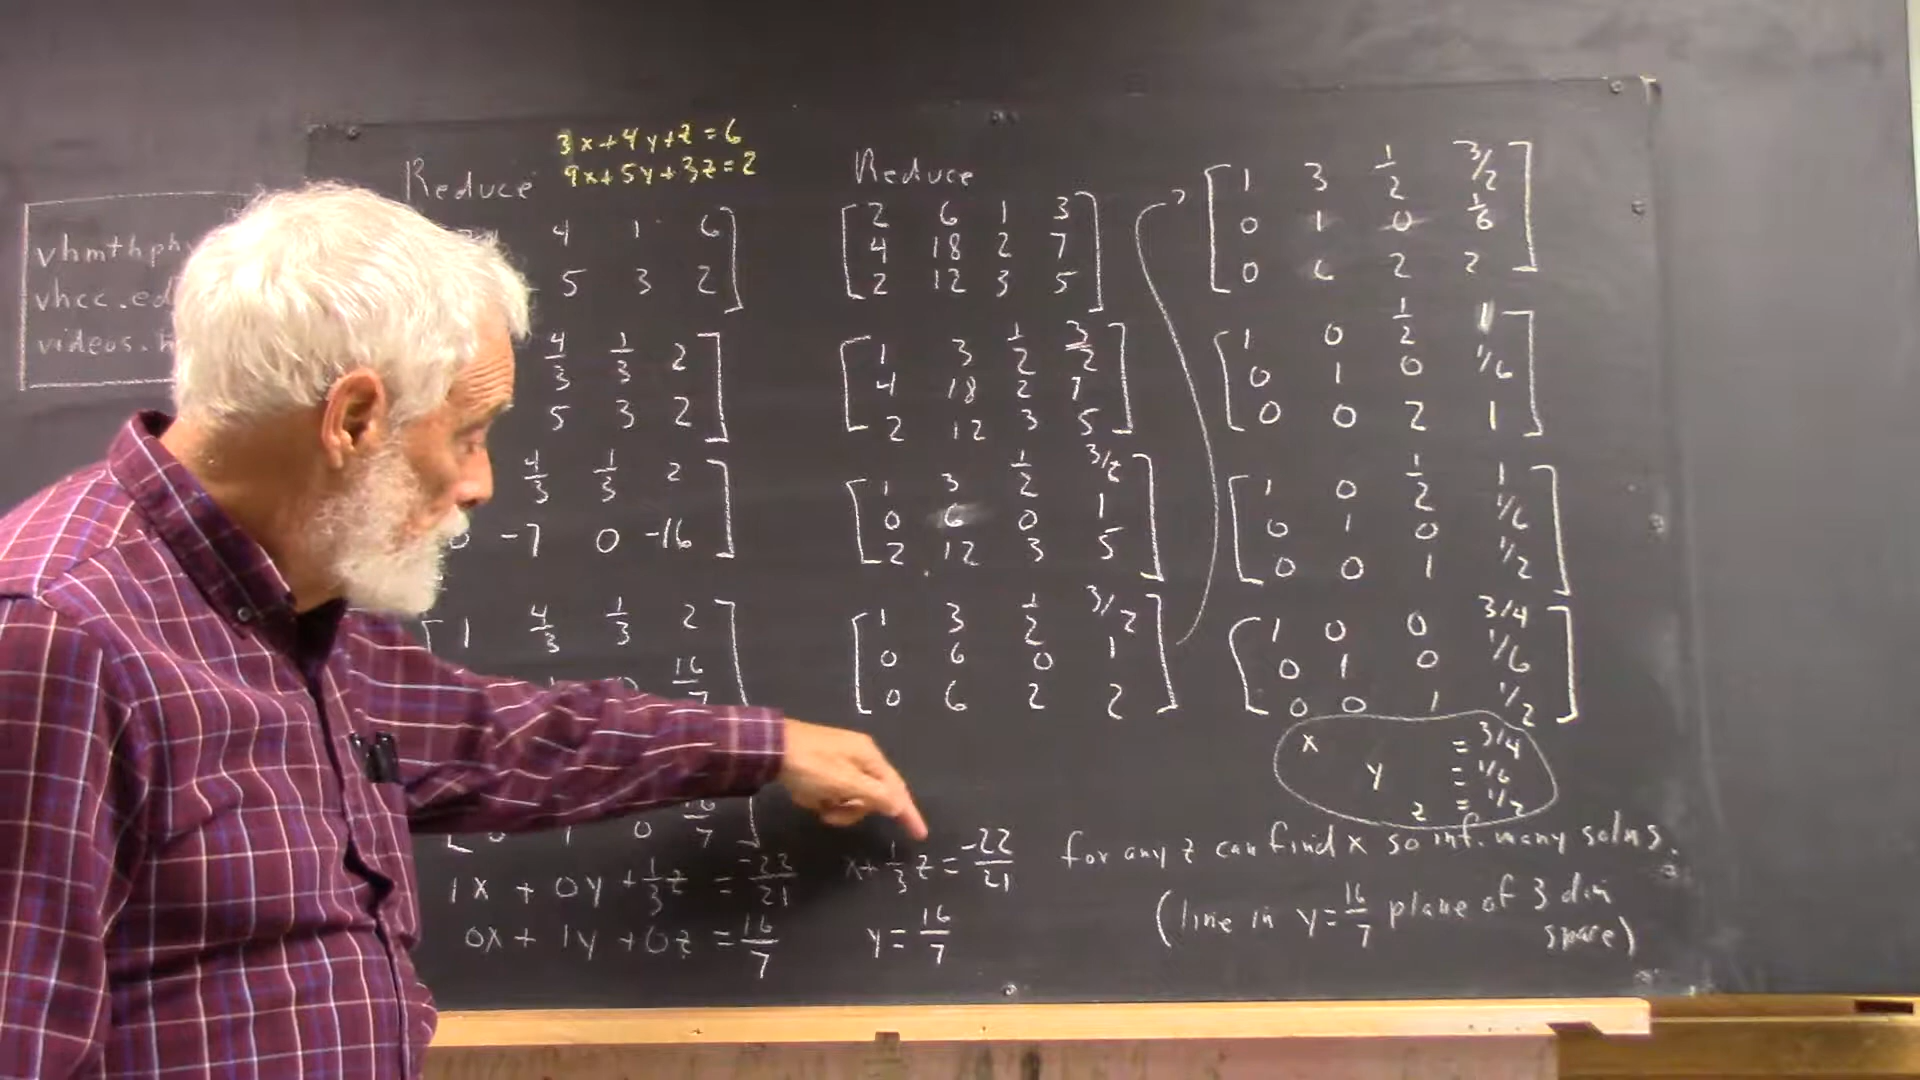 vhmthphy
vhcc.ed
videos.h
Reduce
3x+4y+z=6
9x+5y+3z=2
4 1 6
5 3 2
4/3 1/3 2
5 3 2
4/3 1/3 2
0 -7 0 -16
1 4/3 1/3 2
16/7
0 1 0 16/7
1x + 0y + 1/3 z = -22/21
0x + 1y + 0z = 16/7
Reduce
2 6 1 3
4 18 2 7
2 12 3 5
1 3 1/2 3/2
4 18 2 7
2 12 3 5
1 3 1/2 3/2
0 6 0 1
2 12 3 5
1 3 1/2 3/2
0 6 0 1
0 6 2 2
x + 1/3 z = -22/21
y = 16/7
1 3 1/2 3/2
0 1 0 1/6
0 6 2 2
1 0 1/2 1
0 1 0 1/6
0 0 2 1
1 0 1/2 1
0 1 0 1/6
0 0 1 1/2
1 0 0 3/4
0 1 0 1/6
0 0 1 1/2
x = 3/4
y = 1/6
z = 1/2
for any z can find x so inf. many solns.
(line in y = 16/7 plane of 3 dim
space)